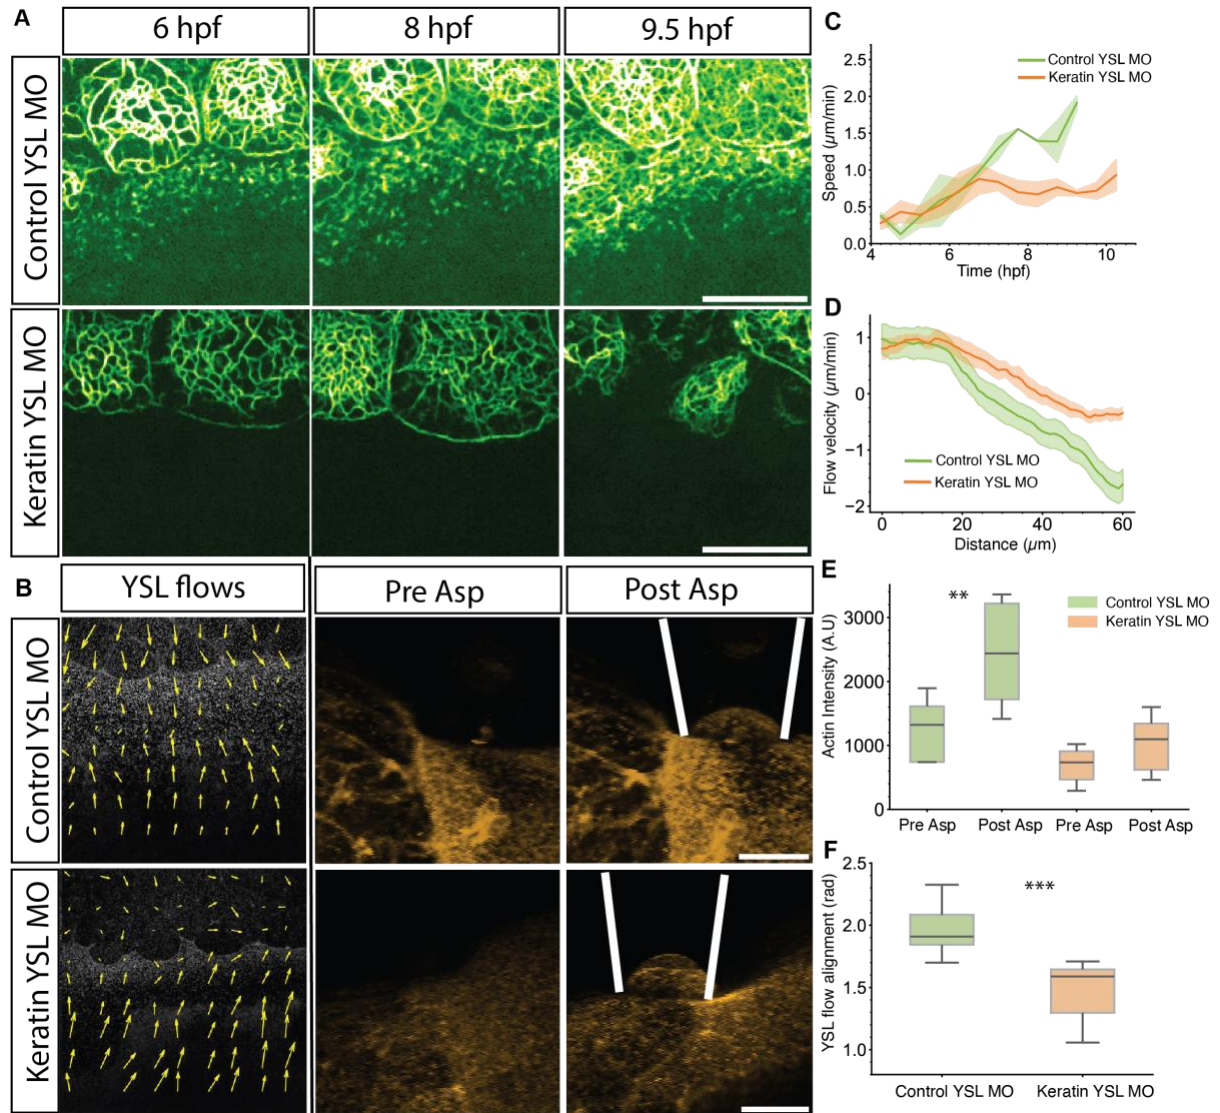 A
6 hpf
8 hpf
9.5 hpf
Control YSL MO
Keratin YSL MO
B
YSL flows
Pre Asp
Post Asp
Control YSL MO
Keratin YSL MO
C
Control YSL MO
Keratin YSL MO
Speed (µm/min)
2.5
2.0
1.5
1.0
0.5
0.0
4
6
8
10
Time (hpf)
D
Flow velocity (µm/min)
1
0
−1
−2
Control YSL MO
Keratin YSL MO
0
20
40
60
Distance (µm)
E
**
Control YSL MO
Keratin YSL MO
Actin Intensity (A.U)
3000
2000
1000
0
Pre Asp
Post Asp
Pre Asp
Post Asp
F
***
YSL flow alignment (rad)
2.5
2.0
1.5
1.0
Control YSL MO
Keratin YSL MO